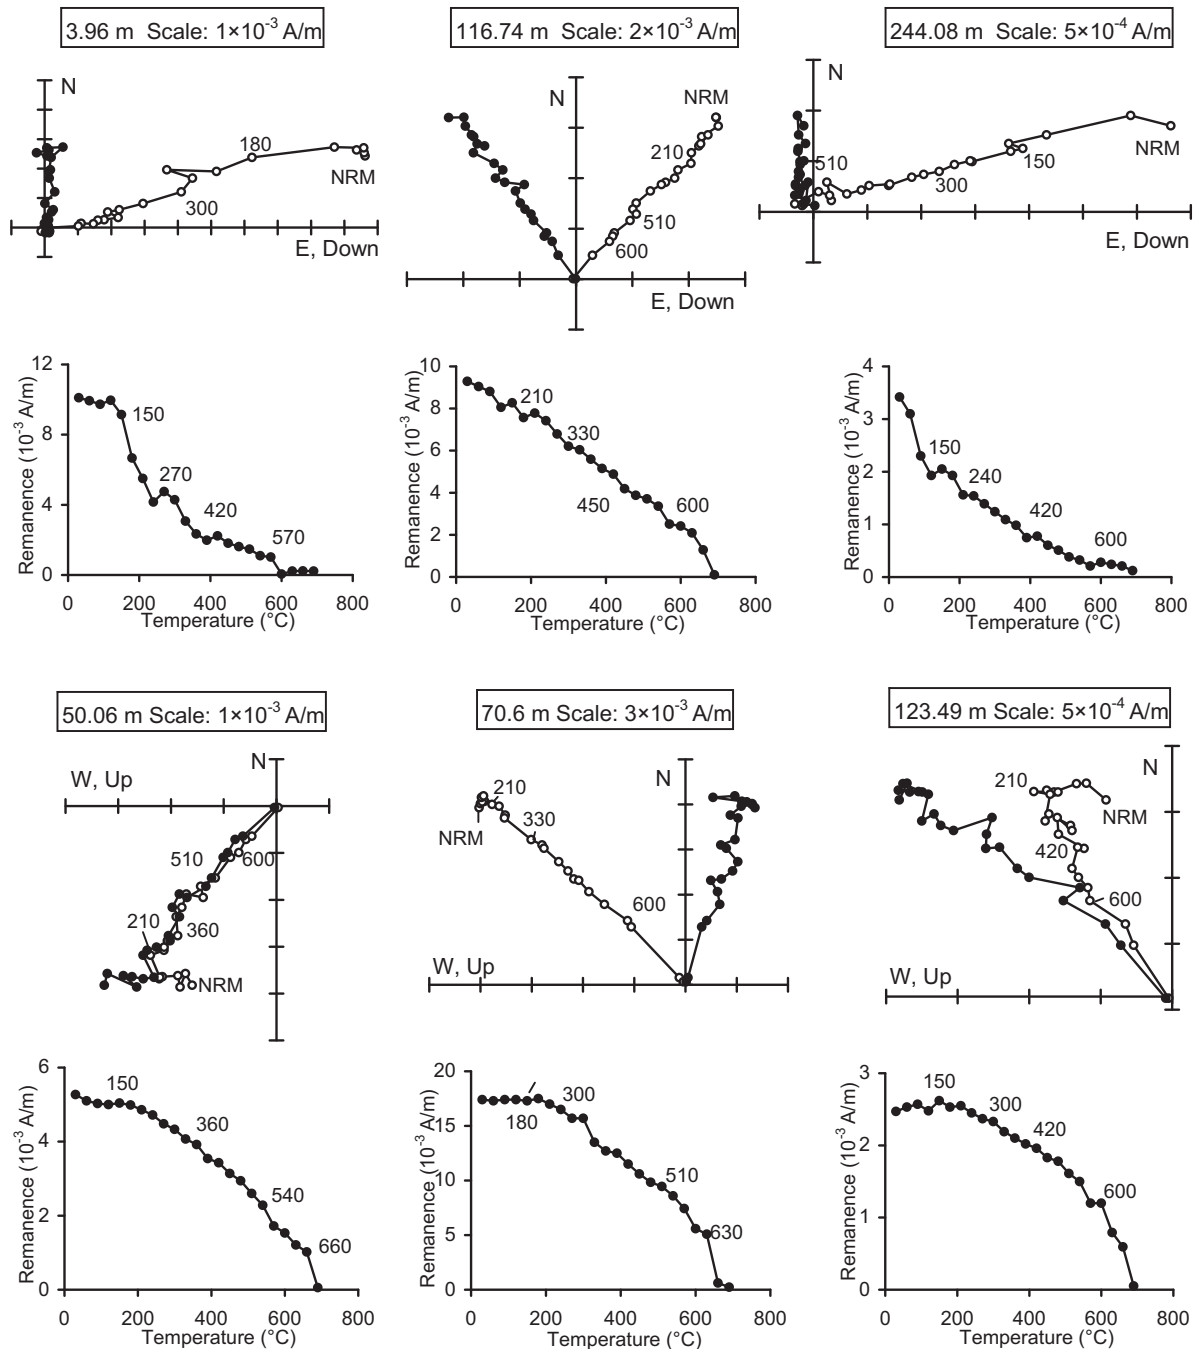 3.96 m Scale: 1×10⁻³ A/m
N
180
NRM
300
E, Down
116.74 m Scale: 2×10⁻³ A/m
N
NRM
210
510
600
E, Down
244.08 m Scale: 5×10⁻⁴ A/m
N
NRM
510
150
300
E, Down
Remanence (10⁻³ A/m)
12
8
4
0
150
270
420
570
0 200 400 600 800
Temperature (°C)
Remanence (10⁻³ A/m)
10
8
6
4
2
0
210
330
450
600
0 200 400 600 800
Temperature (°C)
Remanence (10⁻³ A/m)
4
3
2
1
0
150
240
420
600
0 200 400 600 800
Temperature (°C)
50.06 m Scale: 1×10⁻³ A/m
N
W, Up
510
600
210
360
NRM
70.6 m Scale: 3×10⁻³ A/m
N
210
NRM
330
600
W, Up
123.49 m Scale: 5×10⁻⁴ A/m
N
210
NRM
420
600
W, Up
Remanence (10⁻³ A/m)
6
4
2
0
150
360
540
660
0 200 400 600 800
Temperature (°C)
Remanence (10⁻³ A/m)
20
15
10
5
0
180
300
510
630
0 200 400 600 800
Temperature (°C)
Remanence (10⁻³ A/m)
3
2
1
0
150
300
420
600
0 200 400 600 800
Temperature (°C)